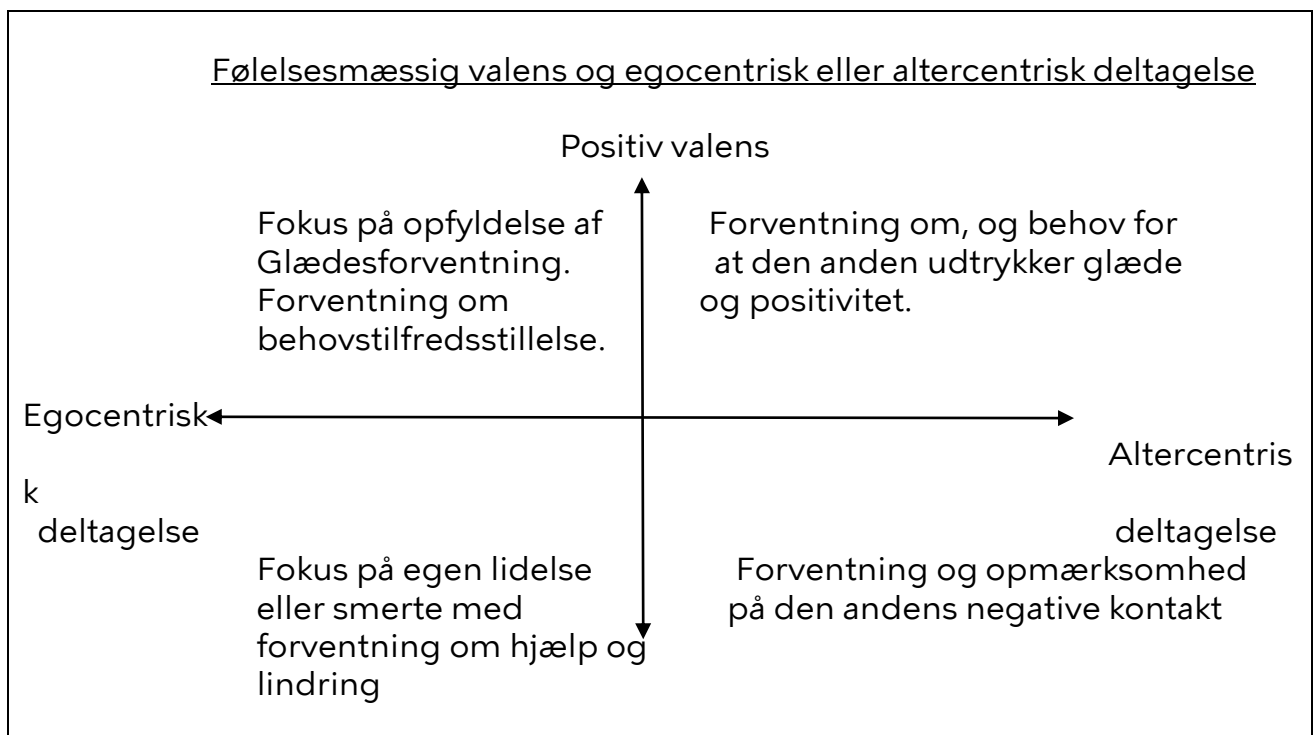 Følelsesmæssig valens og egocentrisk eller altercentrisk deltagelse
Positiv valens
Fokus på opfyldelse af
Glædesforventning.
Forventning om
behovstilfredsstillelse.
Forventning om, og behov for
at den anden udtrykker glæde
og positivitet.
Egocentrisk
Altercentris
k
deltagelse
deltagelse
Fokus på egen lidelse
eller smerte med
forventning om hjælp og
lindring
Forventning og opmærksomhed
på den andens negative kontakt